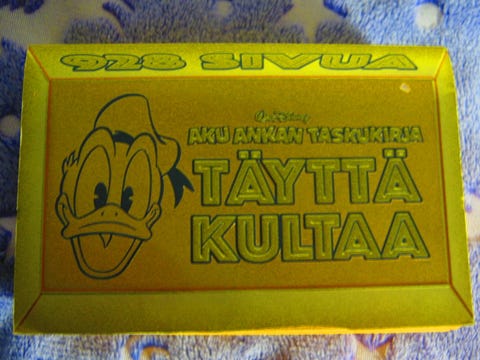 928 SIVUA
Walt Disney
AKU ANKAN TASKUKIRJA
TÄYTTÄ
KULTAA